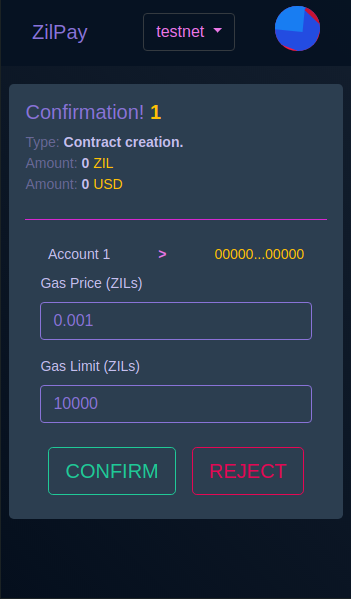 ZilPay testnet
Confirmation! 1
Type: Contract creation.
Amount: 0 ZIL
Amount: 0 USD
Account 1 > 00000...00000
Gas Price (ZILs)
0.001
Gas Limit (ZILs)
10000
CONFIRM REJECT